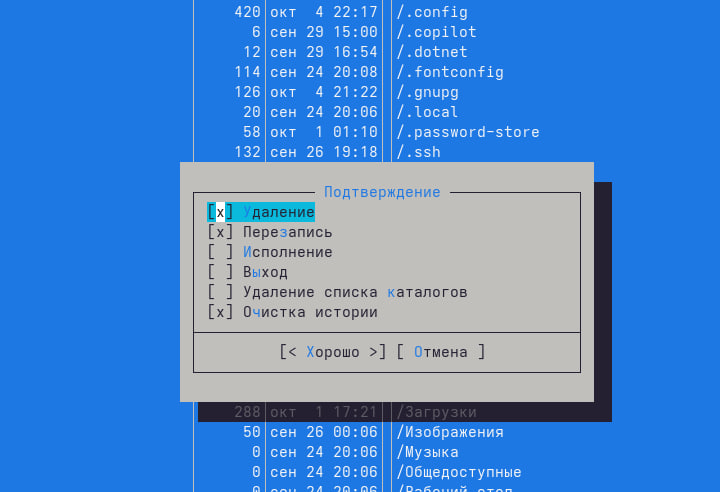 420 окт  4 22:17 /.config
6 сен 29 15:00 /.copilot
12 сен 29 16:54 /.dotnet
114 сен 24 20:08 /.fontconfig
126 окт  4 21:22 /.gnupg
20 сен 24 20:06 /.local
58 окт  1 01:10 /.password-store
132 сен 26 19:18 /.ssh
Подтверждение
[x] Удаление
[x] Перезапись
[ ] Исполнение
[ ] Выход
[ ] Удаление списка каталогов
[x] Очистка истории
[< Хорошо >] [ Отмена ]
288 окт  1 17:21 /Загрузки
50 сен 26 00:06 /Изображения
0 сен 24 20:06 /Музыка
0 сен 24 20:06 /Общедоступные
0 сен 24 20:06 /Рабочий стол